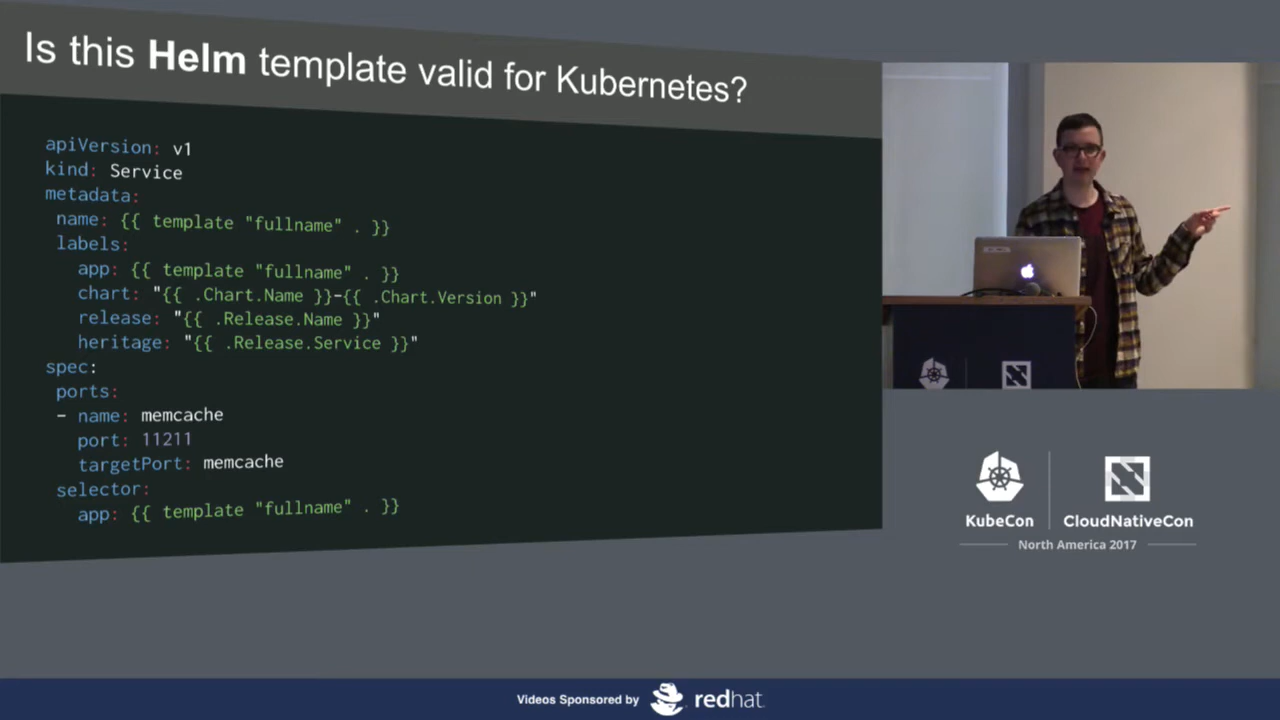 Is this Helm template valid for Kubernetes?
apiVersion: v1
kind: Service
metadata:
 name: {{ template "fullname" . }}
 labels:
   app: {{ template "fullname" . }}
   chart: "{{ .Chart.Name }}-{{ .Chart.Version }}"
   release: "{{ .Release.Name }}"
   heritage: "{{ .Release.Service }}"
spec:
 ports:
 - name: memcache
   port: 11211
   targetPort: memcache
 selector:
   app: {{ template "fullname" . }}
KubeCon
CloudNativeCon
North America 2017
Videos Sponsored by redhat.